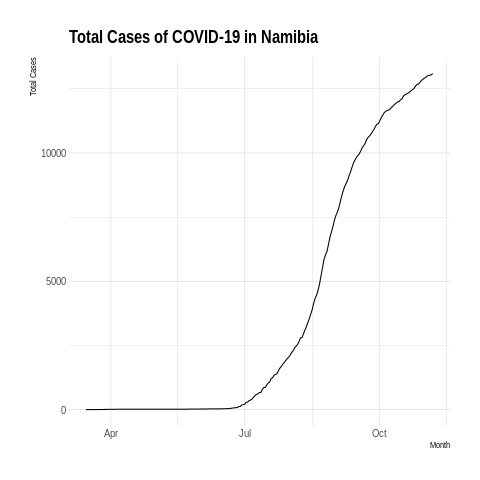 Total Cases of COVID-19 in Namibia
Total Cases
10000
5000
0
Apr Jul Oct
Month